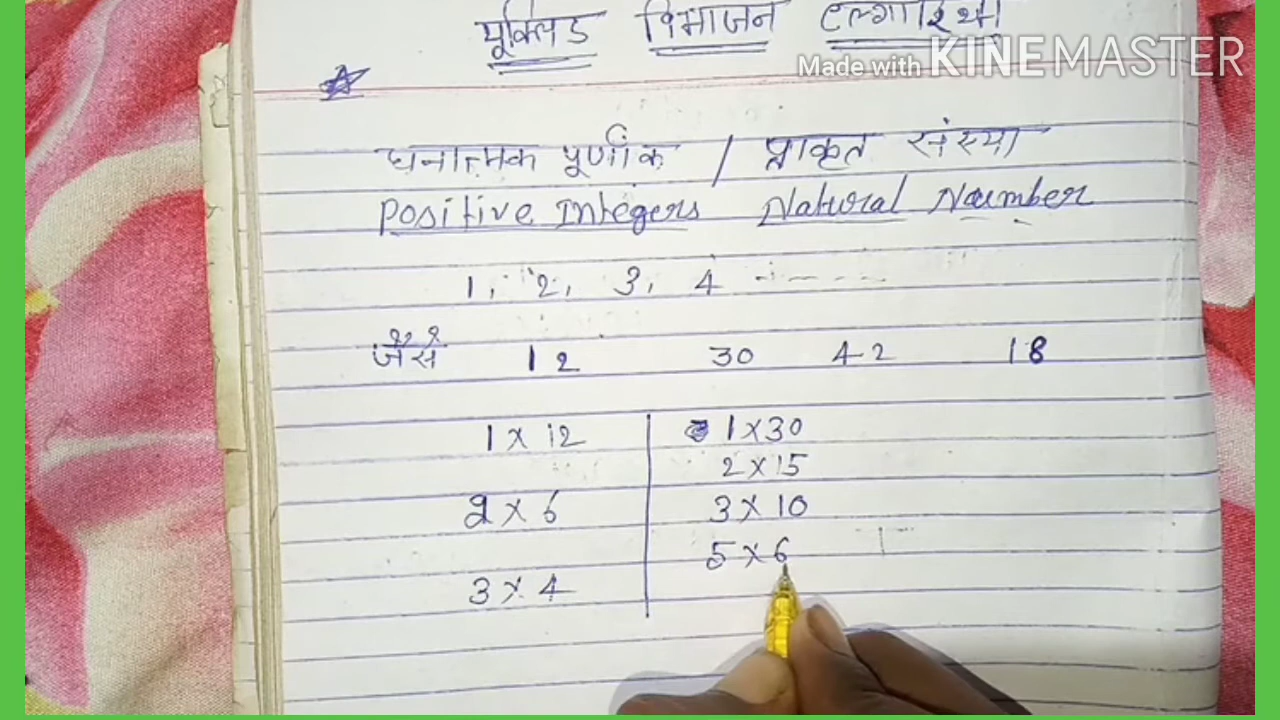 यूक्लिड विभाजन एल्गोरिथ्म
Made with KINEMASTER
धनात्मक पूर्णांक / प्राकृत संख्या
Positive Integers Natural Number
1, 2, 3, 4 -----
जैसे 12 30 42 18
1 x 12
1 x 30
2 x 15
2 x 6
3 x 10
5 x 6
3 x 4